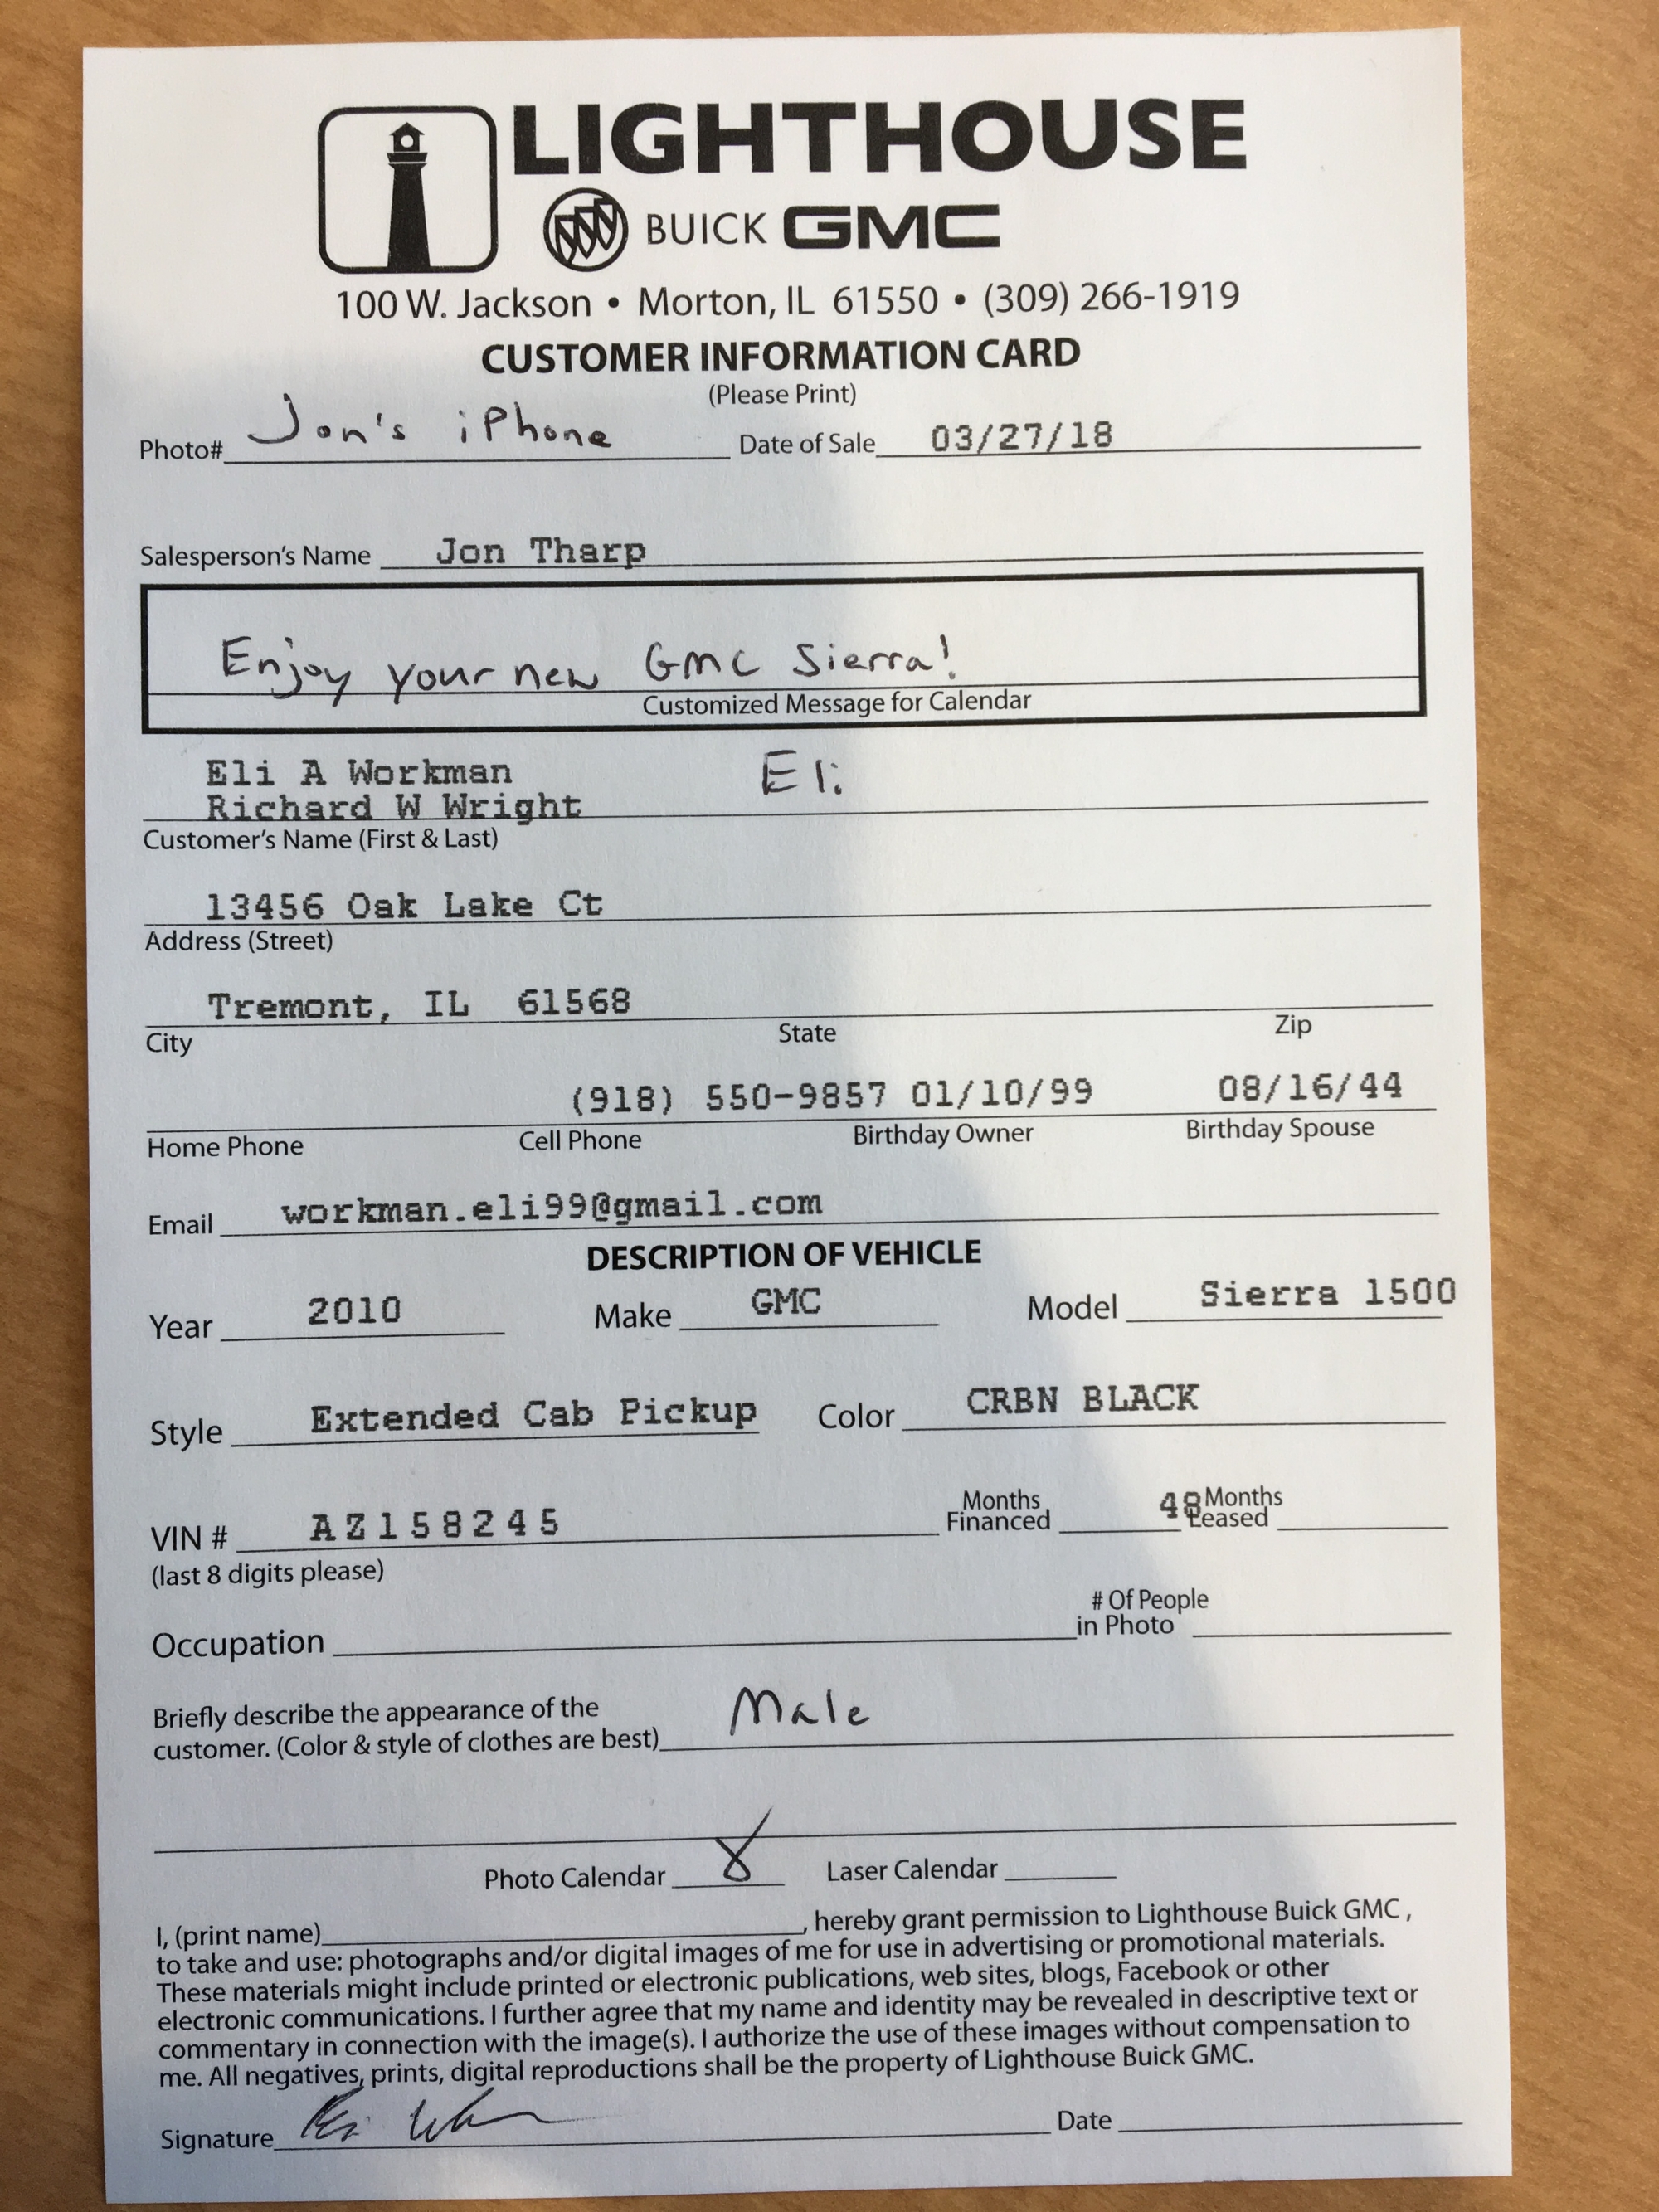 LIGHTHOUSE
BUICK GMC
100 W. Jackson • Morton, IL 61550 • (309) 266-1919
CUSTOMER INFORMATION CARD
(Please Print)
Photo# Jon's iPhone Date of Sale 03/27/18
Salesperson's Name Jon Tharp
Enjoy your new GMC Sierra!
Customized Message for Calendar
Eli A Workman Eli
Richard W Wright
Customer's Name (First & Last)
13456 Oak Lake Ct
Address (Street)
Tremont, IL 61568
City State Zip
(918) 550-9857 01/10/99 08/16/44
Home Phone Cell Phone Birthday Owner Birthday Spouse
Email workman.eli99@gmail.com
DESCRIPTION OF VEHICLE
Year 2010 Make GMC Model Sierra 1500
Style Extended Cab Pickup Color CRBN BLACK
VIN # AZ158245 Months Financed 48 Months Leased
(last 8 digits please)
Occupation # Of People in Photo
Briefly describe the appearance of the
customer. (Color & style of clothes are best) Male
Photo Calendar X Laser Calendar
I, (print name) , hereby grant permission to Lighthouse Buick GMC ,
to take and use: photographs and/or digital images of me for use in advertising or promotional materials.
These materials might include printed or electronic publications, web sites, blogs, Facebook or other
electronic communications. I further agree that my name and identity may be revealed in descriptive text or
commentary in connection with the image(s). I authorize the use of these images without compensation to
me. All negatives, prints, digital reproductions shall be the property of Lighthouse Buick GMC.
Signature Date